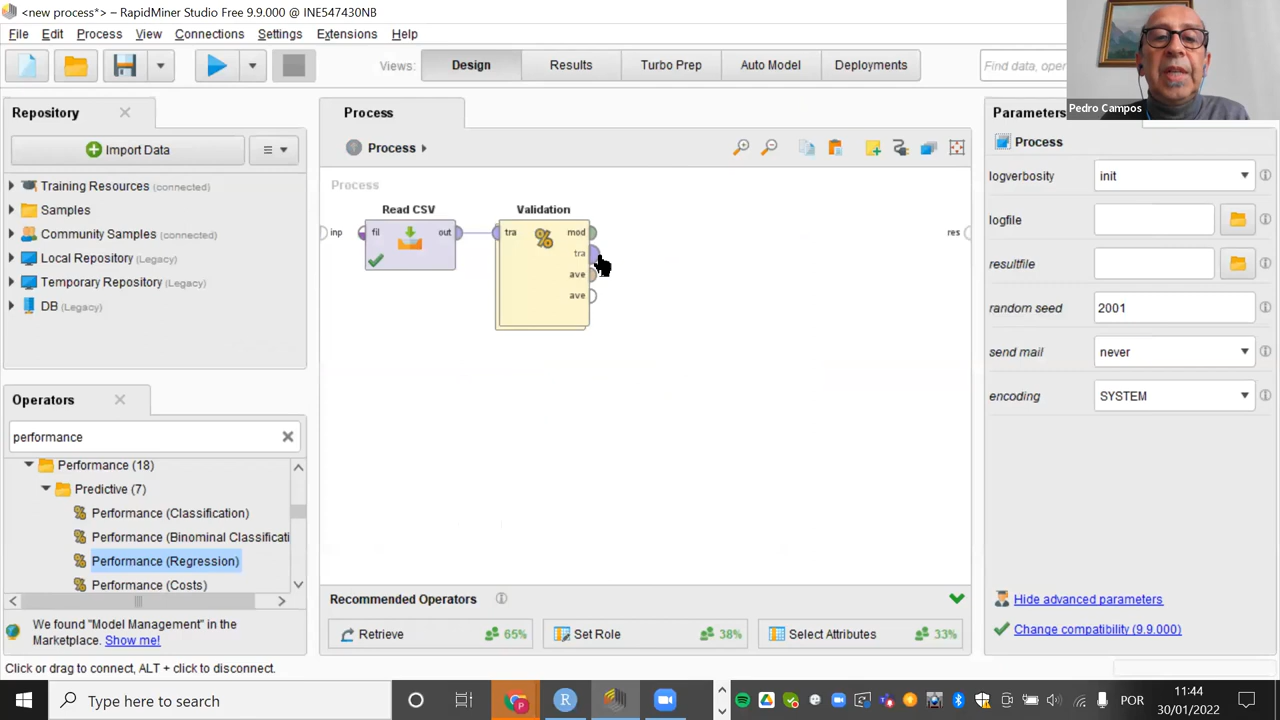 <new process*> – RapidMiner Studio Free 9.9.000 @ INE547430NB
File Edit Process View Connections Settings Extensions Help
Views: Design Results Turbo Prep Auto Model Deployments Find data, oper
Pedro Campos
Repository
Import Data
Training Resources (connected)
Samples
Community Samples (connected)
Local Repository (Legacy)
Temporary Repository (Legacy)
DB (Legacy)
Operators
performance
Performance (18)
Predictive (7)
Performance (Classification)
Performance (Binominal Classificati
Performance (Regression)
Performance (Costs)
We found "Model Management" in the
Marketplace. Show me!
Process
Process
Process
Read CSV Validation
inp fil out tra mod res
tra
ave
ave
Recommended Operators
Retrieve 65% Set Role 38% Select Attributes 33%
Parameters
Process
logverbosity init
logfile
resultfile
random seed 2001
send mail never
encoding SYSTEM
Hide advanced parameters
Change compatibility (9.9.000)
Click or drag to connect, ALT + click to disconnect.
Type here to search
POR
11:44
30/01/2022